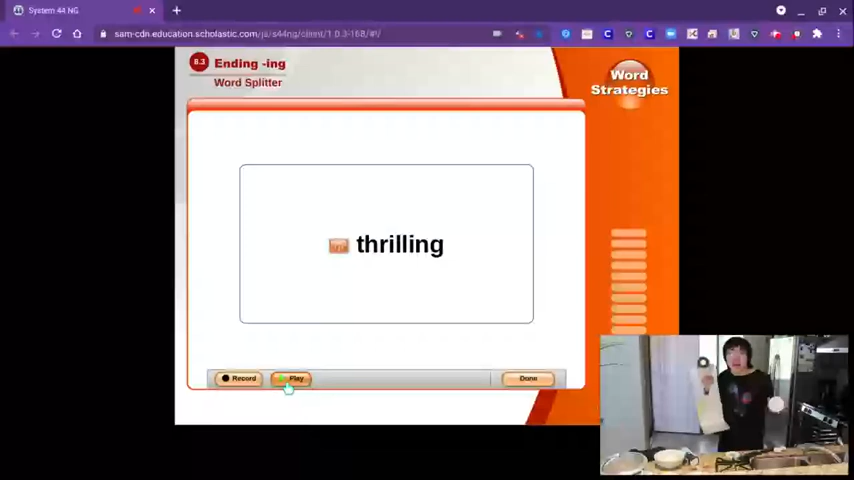 System 44 NG
sam-cdn.education.scholastic.com/js/s44ng/client/1.0.3-168/#!/
8.3 Ending -ing
Word Splitter
Word
Strategies
thrilling
Record Play Done